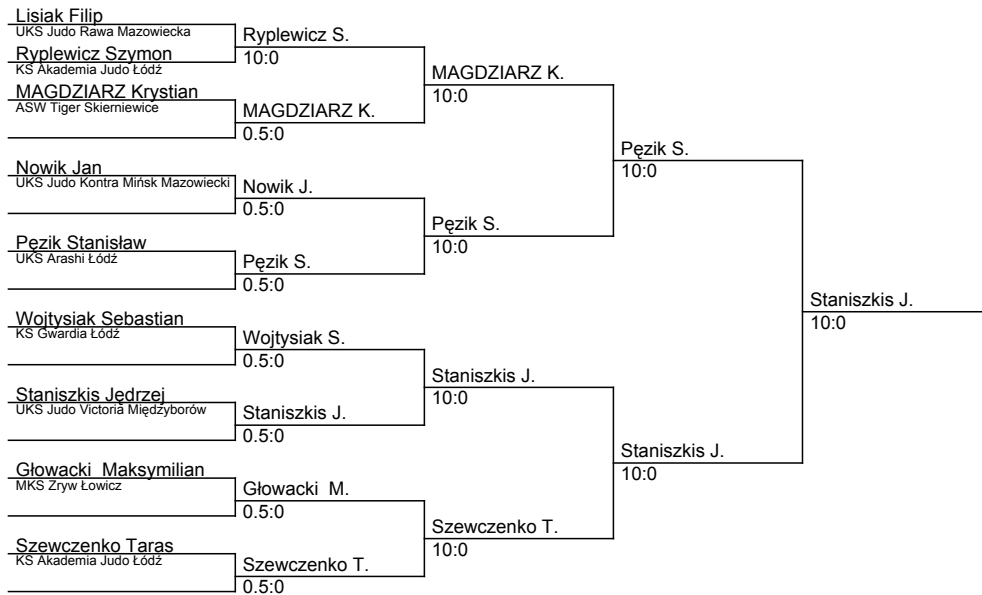 Lisiak Filip
UKS Judo Rawa Mazowiecka
Ryplewicz Szymon
KS Akademia Judo Łódź
MAGDZIARZ Krystian
ASW Tiger Skierniewice
Nowik Jan
UKS Judo Kontra Mińsk Mazowiecki
Pęzik Stanisław
UKS Arashi Łódź
Wojtysiak Sebastian
KS Gwardia Łódź
Staniszkis Jędrzej
UKS Judo Victoria Międzyborów
Głowacki  Maksymilian
MKS Zryw Łowicz
Szewczenko Taras
KS Akademia Judo Łódź
Ryplewicz S.
10:0
MAGDZIARZ K.
0.5:0
Nowik J.
0.5:0
Pęzik S.
0.5:0
Wojtysiak S.
0.5:0
Staniszkis J.
0.5:0
Głowacki  M.
0.5:0
Szewczenko T.
0.5:0
MAGDZIARZ K.
10:0
Pęzik S.
10:0
Staniszkis J.
10:0
Szewczenko T.
10:0
Pęzik S.
10:0
Staniszkis J.
10:0
Staniszkis J.
10:0